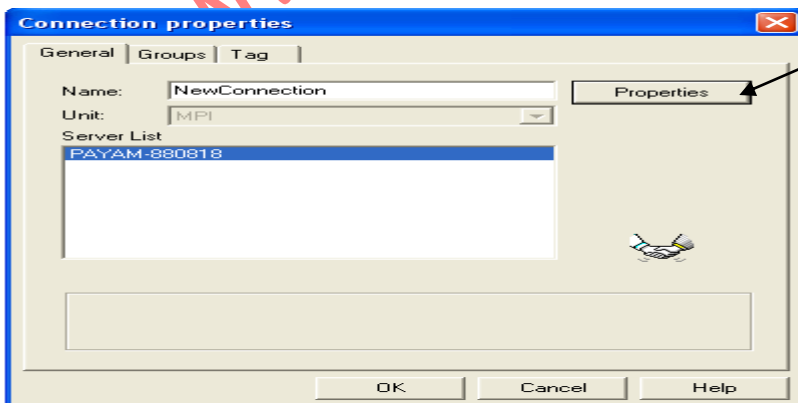 Connection properties
General Groups Tag
Name: NewConnection Properties
Unit: MPI
Server List
PAYAM-880818
OK Cancel Help